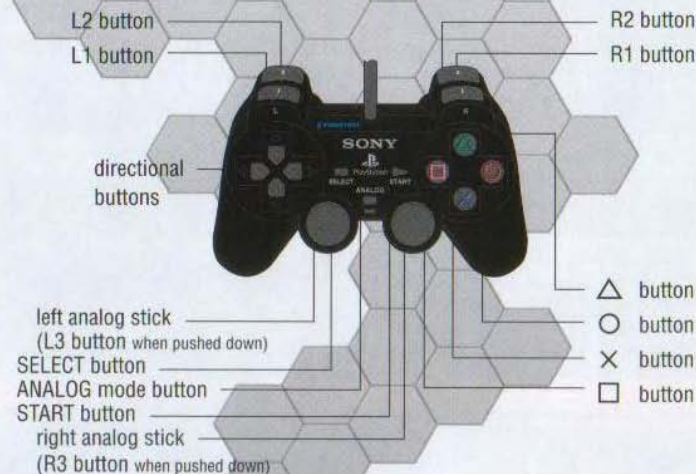 L2 button
R2 button
L1 button
R1 button
SONY
PlayStation
SELECT
START
ANALOG
directional
buttons
△ button
○ button
× button
□ button
left analog stick
(L3 button when pushed down)
SELECT button
ANALOG mode button
START button
right analog stick
(R3 button when pushed down)